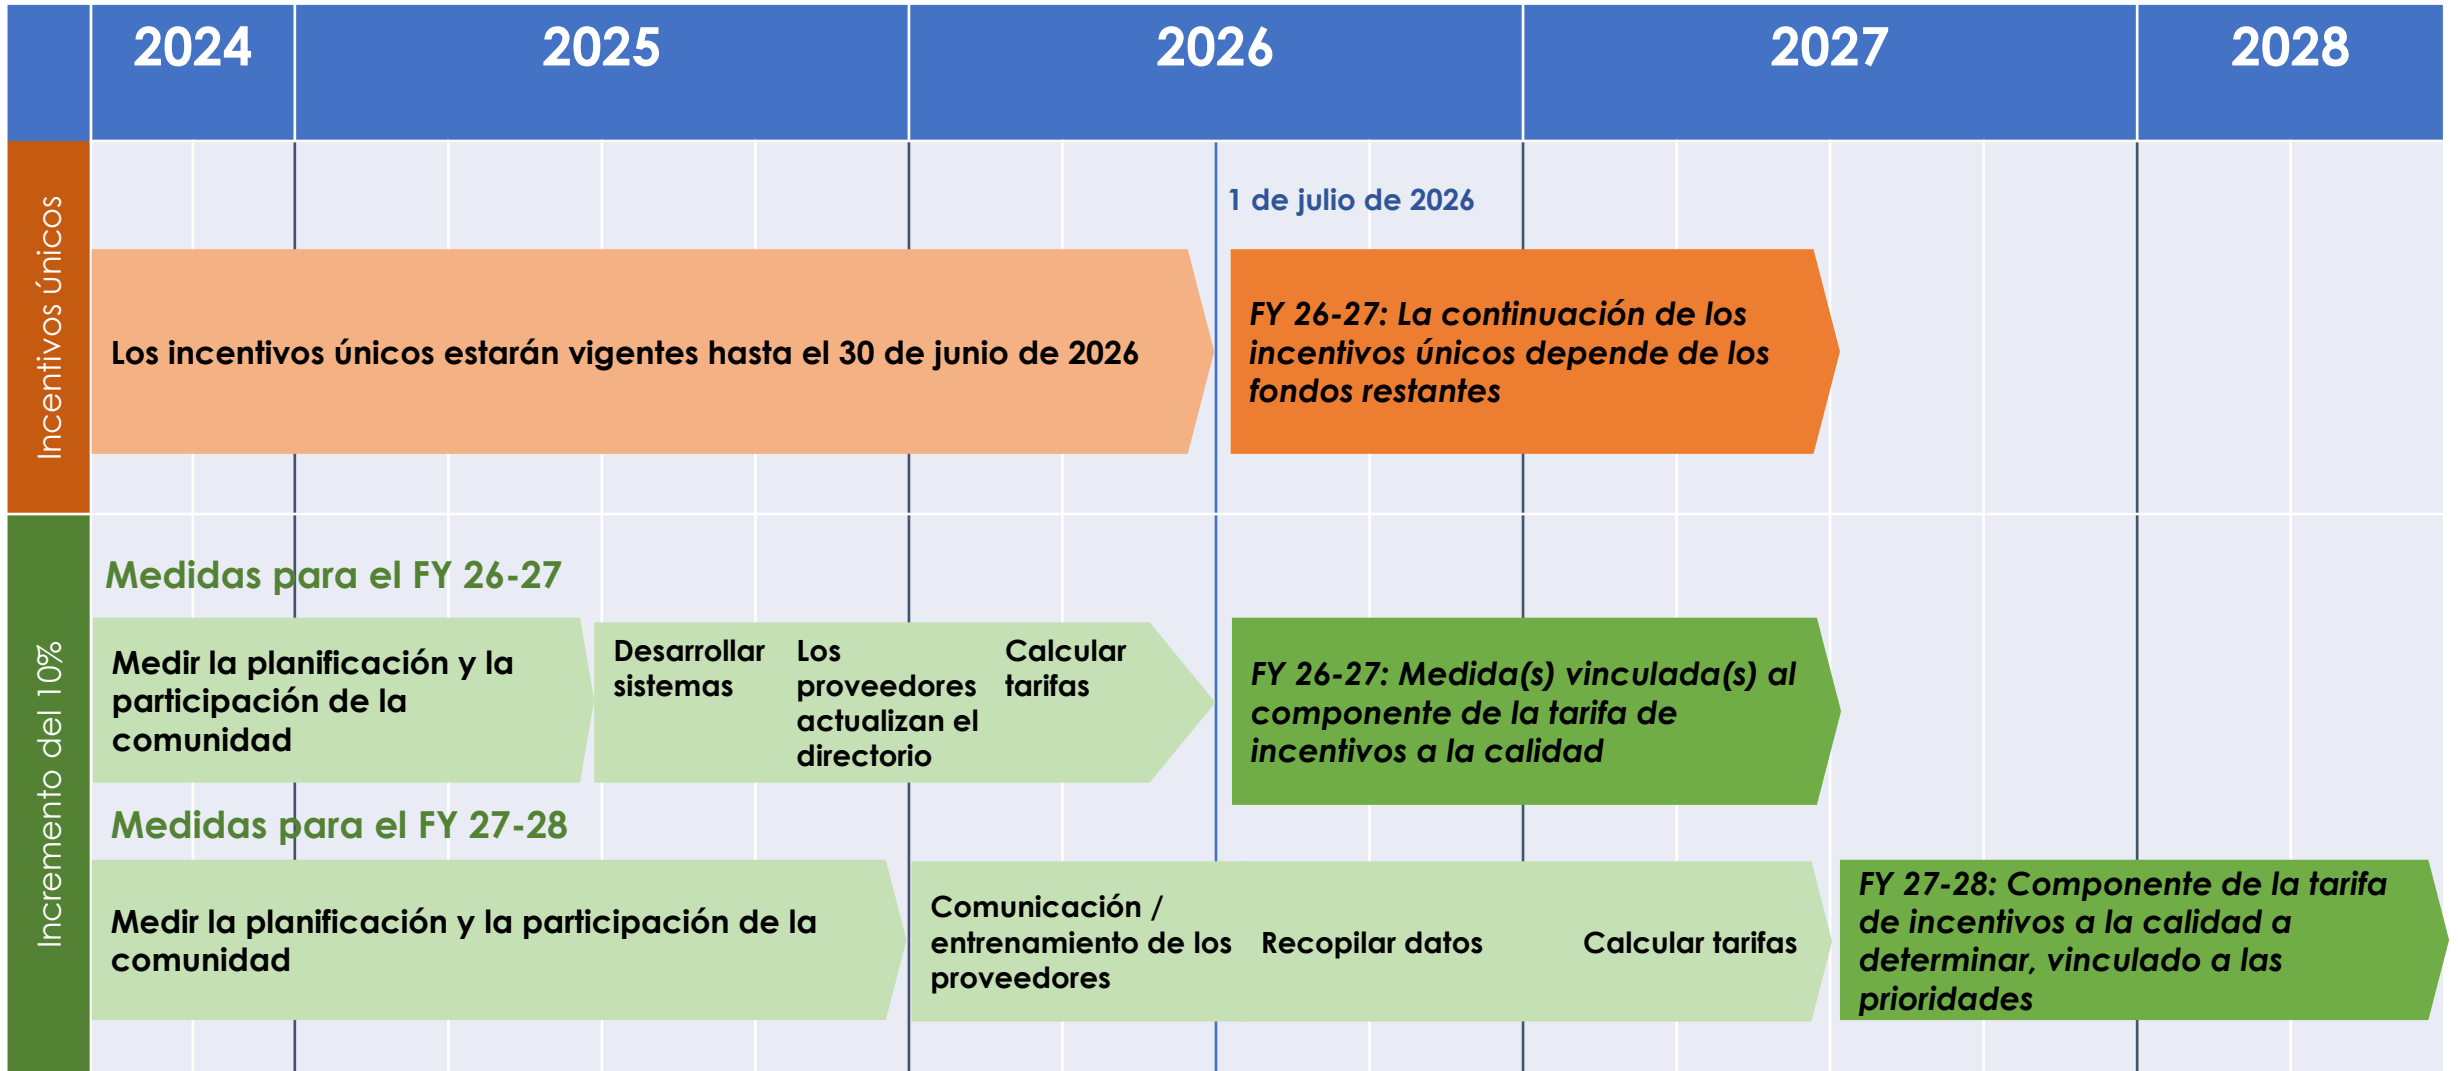 2024
2025
2026
2027
2028
Incentivos únicos
1 de julio de 2026
Los incentivos únicos estarán vigentes hasta el 30 de junio de 2026
FY 26-27: La continuación de los
incentivos únicos depende de los
fondos restantes
Incremento del 10%
Medidas para el FY 26-27
Medir la planificación y la
participación de la
comunidad
Desarrollar
sistemas
Los
proveedores
actualizan el
directorio
Calcular
tarifas
FY 26-27: Medida(s) vinculada(s) al
componente de la tarifa de
incentivos a la calidad
Medidas para el FY 27-28
Medir la planificación y la participación de la
comunidad
Comunicación /
entrenamiento de los
proveedores
Recopilar datos
Calcular tarifas
FY 27-28: Componente de la tarifa
de incentivos a la calidad a
determinar, vinculado a las
prioridades